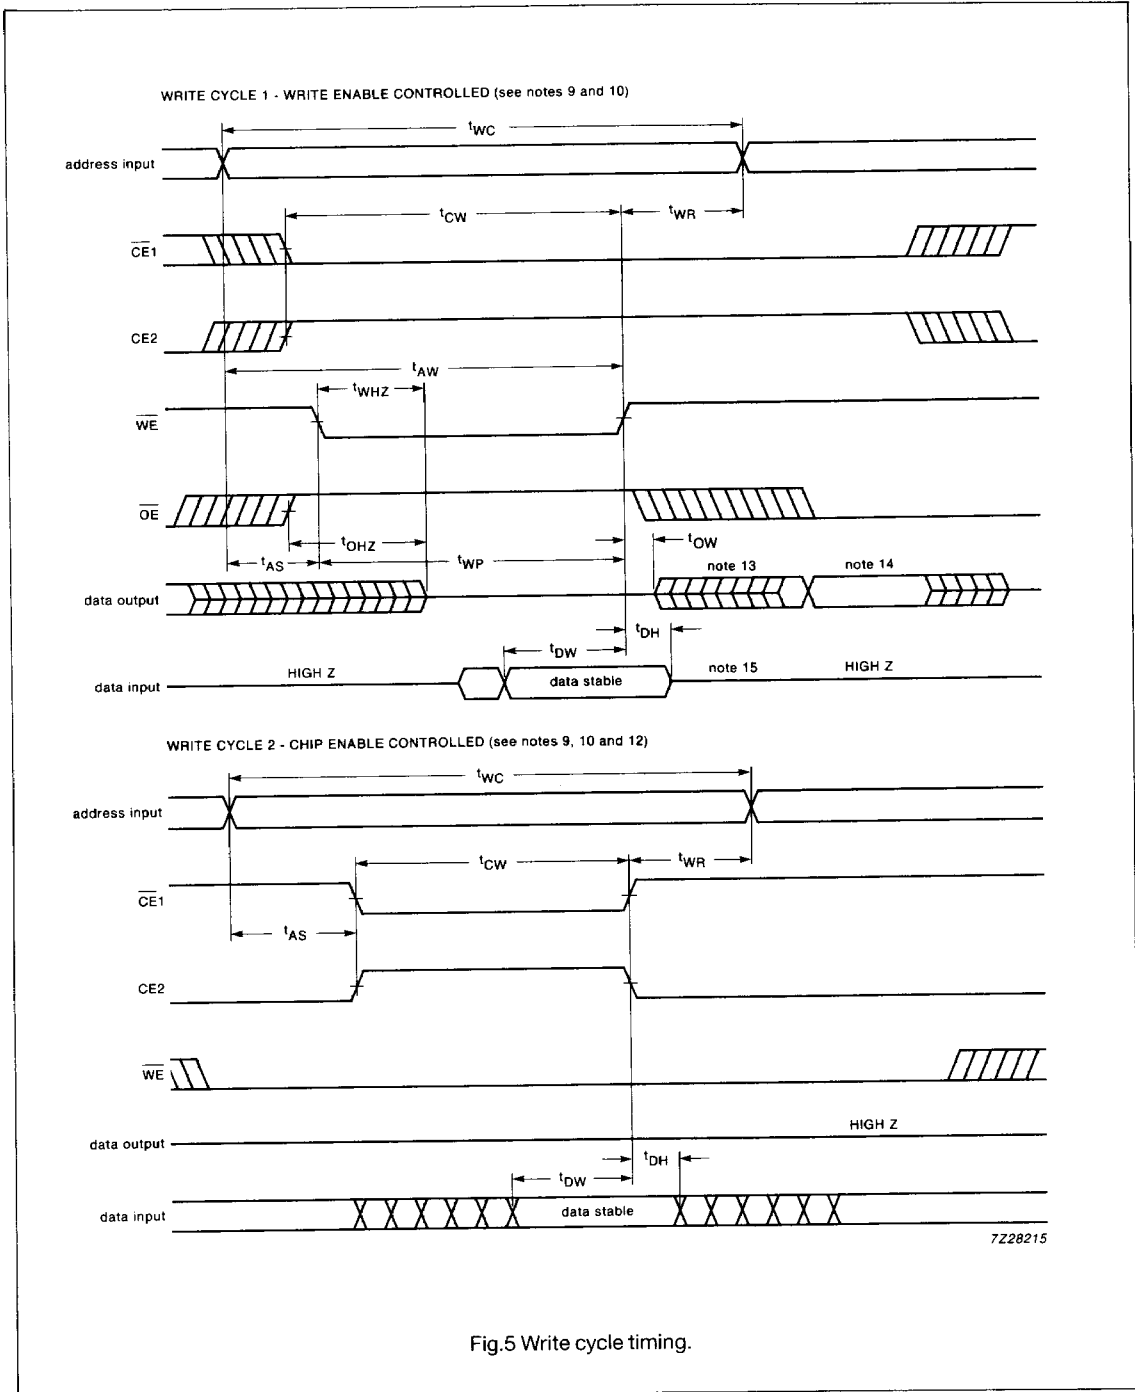 WRITE CYCLE 1 - WRITE ENABLE CONTROLLED (see notes 9 and 10)
tWC
address input
tCW
tWR
CE1
CE2
tAW
tWHZ
WE
OE
tOHZ
tOW
tAS
tWP
note 13
note 14
data output
tDH
tDW
HIGH Z
data stable
note 15
HIGH Z
data input
WRITE CYCLE 2 - CHIP ENABLE CONTROLLED (see notes 9, 10 and 12)
tWC
address input
tCW
tWR
CE1
tAS
CE2
WE
HIGH Z
data output
tDH
tDW
data input
data stable
7Z28215
Fig.5 Write cycle timing.